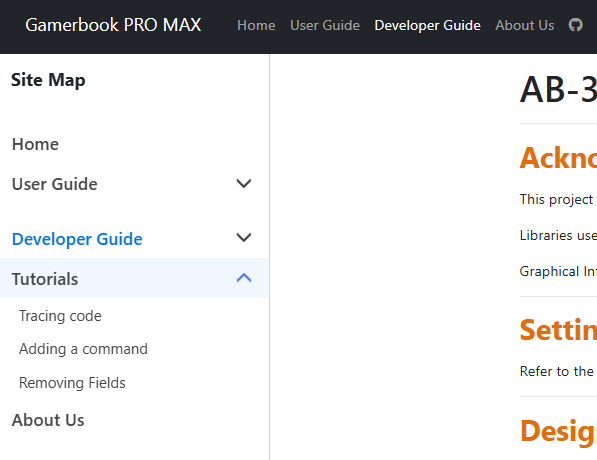 Gamerbook PRO MAX Home User Guide Developer Guide About Us
Site Map
Home
User Guide
Developer Guide
Tutorials
Tracing code
Adding a command
Removing Fields
About Us
AB-3
Ackno
This project
Libraries use
Graphical Int
Settin
Refer to the
Desig